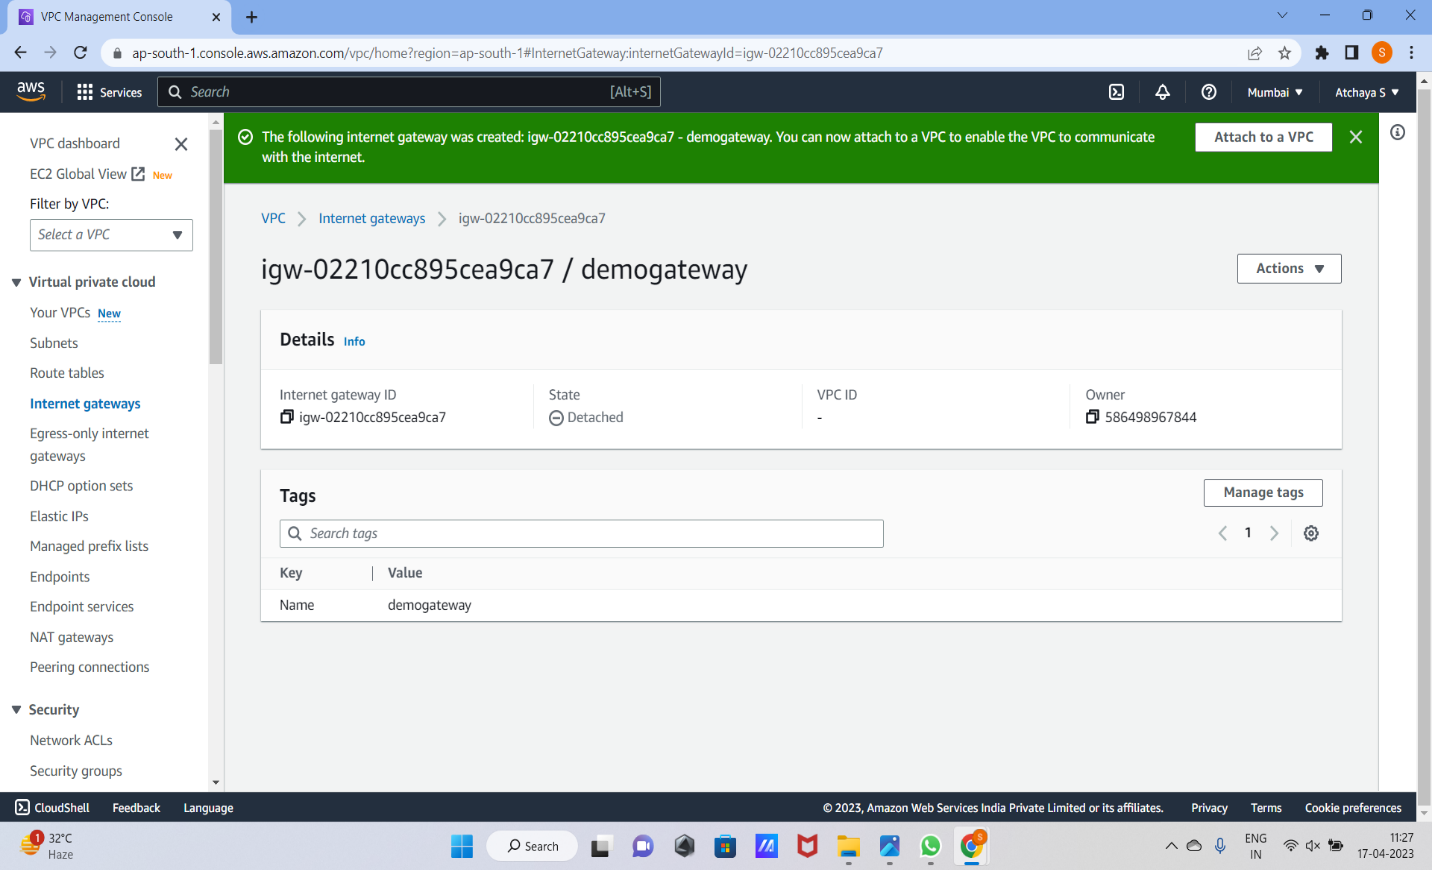 VPC Management Console
ap-south-1.console.aws.amazon.com/vpc/home?region=ap-south-1#InternetGateway:internetGatewayId=igw-02210cc895cea9ca7
S
aws
Services
Search
[Alt+S]
Mumbai
Atchaya S
VPC dashboard
EC2 Global View New
Filter by VPC:
Select a VPC
Virtual private cloud
Your VPCs New
Subnets
Route tables
Internet gateways
Egress-only internet
gateways
DHCP option sets
Elastic IPs
Managed prefix lists
Endpoints
Endpoint services
NAT gateways
Peering connections
Security
Network ACLs
Security groups
The following internet gateway was created: igw-02210cc895cea9ca7 - demogateway. You can now attach to a VPC to enable the VPC to communicate
with the internet.
Attach to a VPC
VPC
Internet gateways
igw-02210cc895cea9ca7
igw-02210cc895cea9ca7 / demogateway
Actions
Details Info
Internet gateway ID
igw-02210cc895cea9ca7
State
Detached
VPC ID
-
Owner
586498967844
Tags
Manage tags
Search tags
1
Key
Value
Name
demogateway
CloudShell
Feedback
Language
© 2023, Amazon Web Services India Private Limited or its affiliates.
Privacy
Terms
Cookie preferences
1
32°C
Haze
Search
S
ENG
IN
11:27
17-04-2023